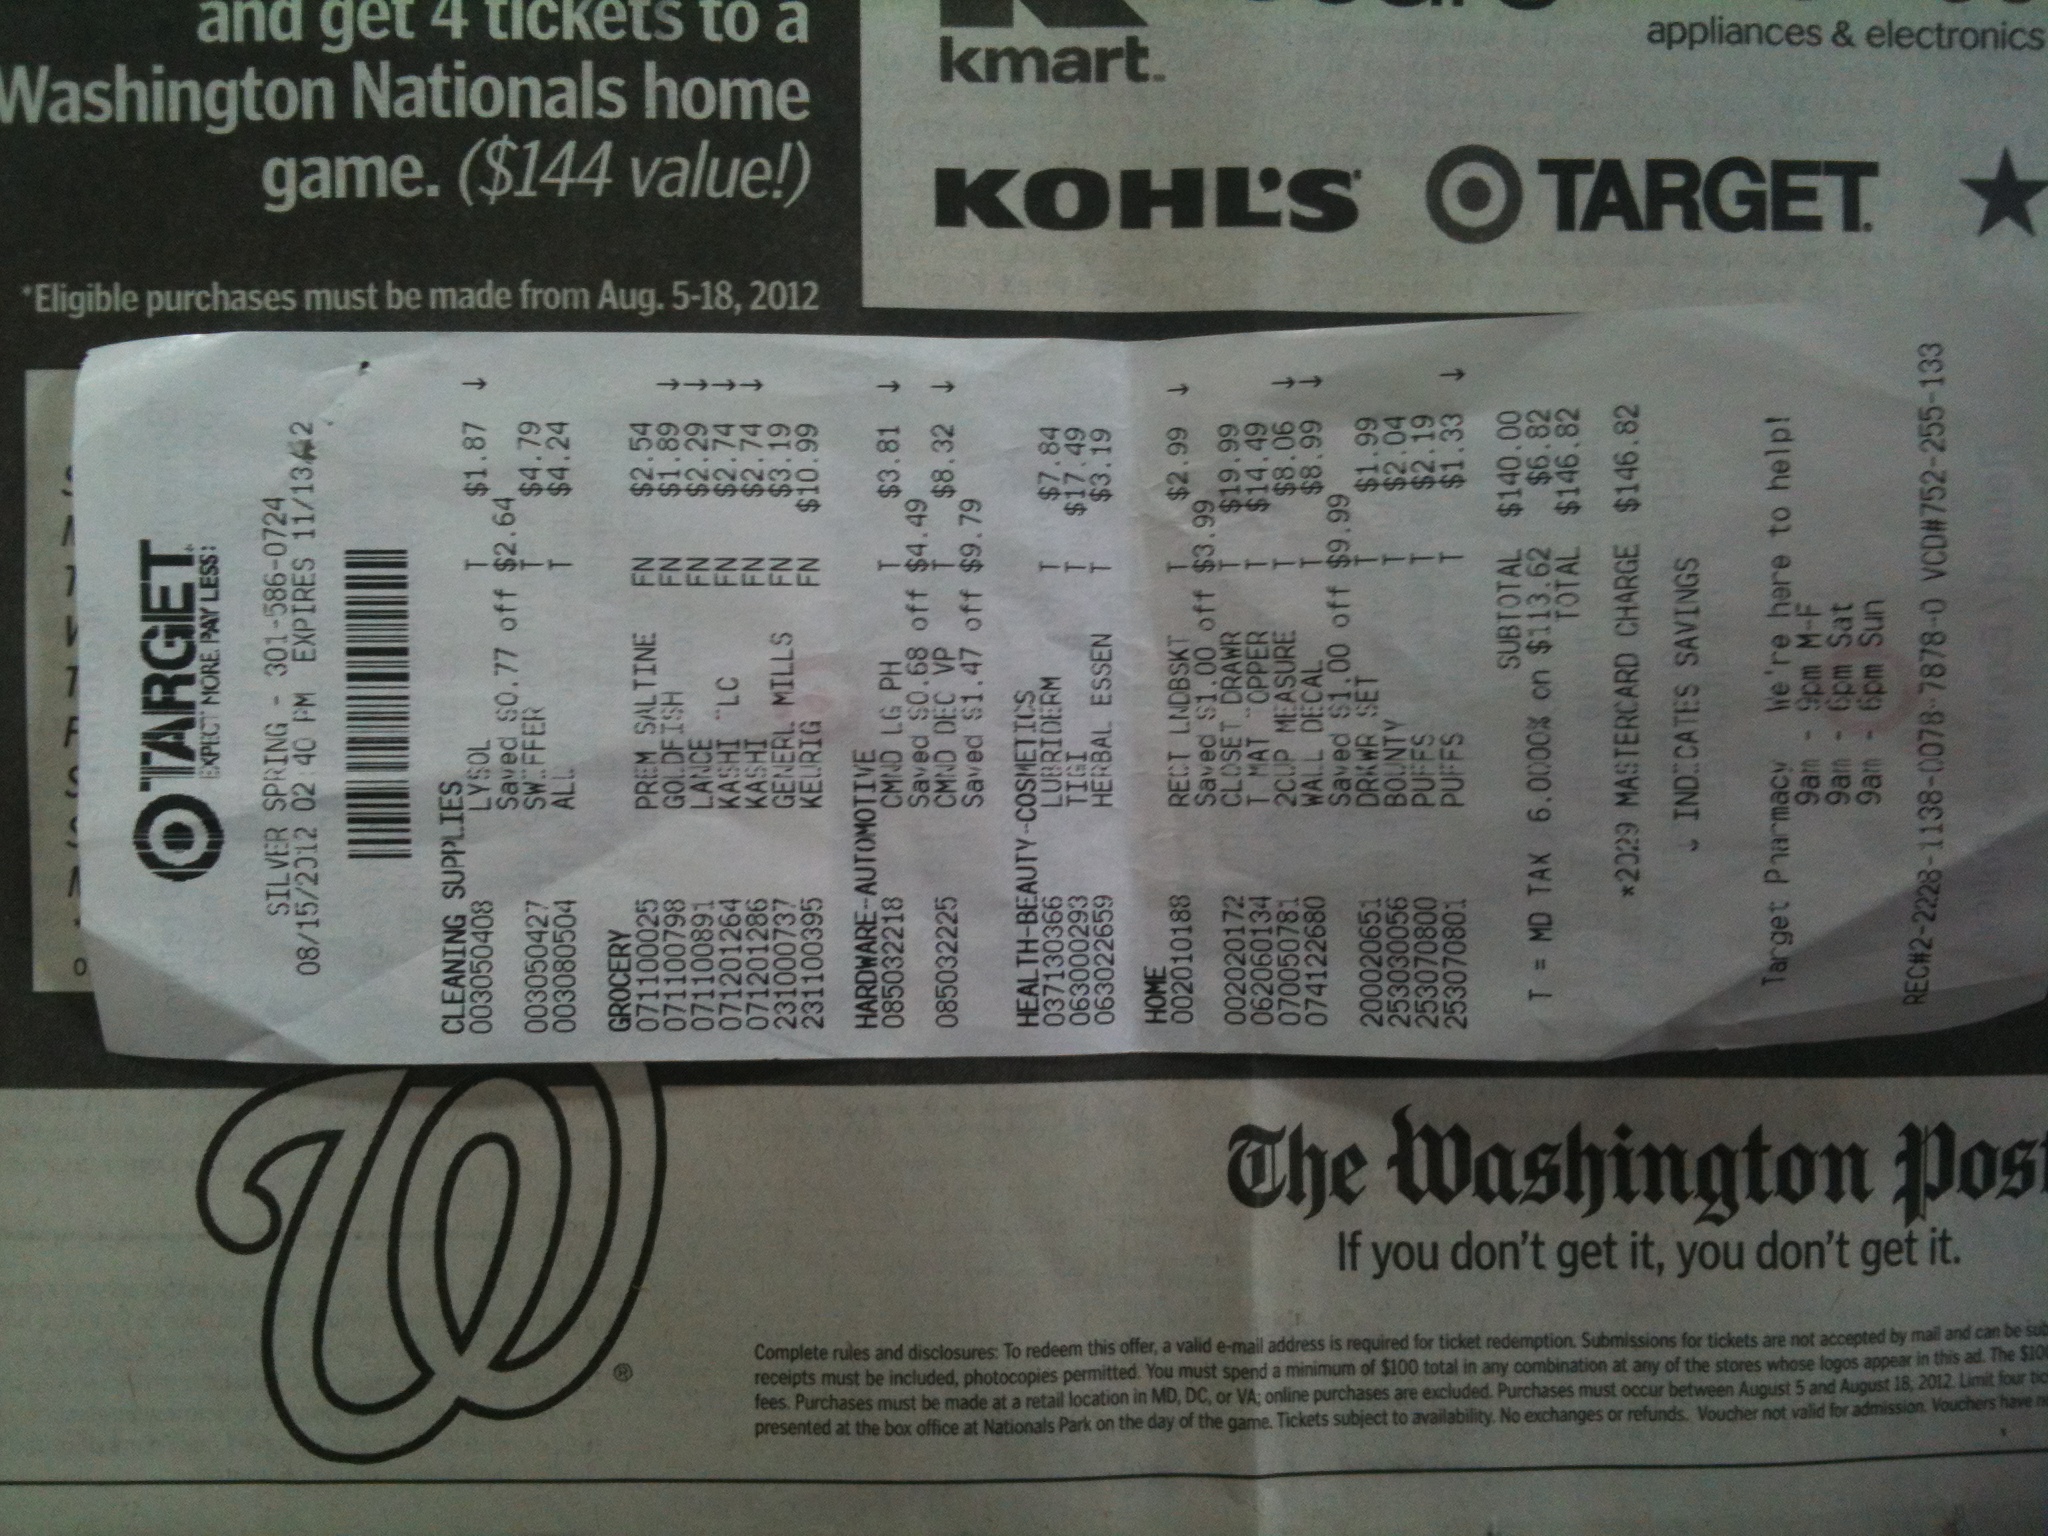 TARGET
EXPECT MORE. PAY LESS.
SILVER SPRING - 301-586-0724
08/15/2012 02:40 PM EXPIRES 11/13/12
CLEANING SUPPLIES
003050408 LYSOL T $1.87 ↓
Saved $0.77 off $2.64
003050427 SWIFFER T $4.79
003080504 ALL T $4.24
GROCERY
071100025 PREM SALTINE FN $2.54
071100798 GOLDFISH FN $1.89 ↓
071100891 LANCE FN $2.29 ↓
071201264 KASHI TLC FN $2.74 ↓
071201286 KASHI FN $2.74 ↓
231000737 GENERL MILLS FN $3.19
231100395 KEURIG FN $10.99
HARDWARE-AUTOMOTIVE
085032218 CMND LG PH T $3.81 ↓
Saved $0.68 off $4.49
085032225 CMND DEC VP T $8.32 ↓
Saved $1.47 off $9.79
HEALTH-BEAUTY-COSMETICS
037130366 LUBRIDERM T $7.84
063000293 TIGI T $17.49
063022659 HERBAL ESSEN T $3.19
HOME
002010188 RECT LNDBSKT T $2.99 ↓
Saved $1.00 off $3.99
002020172 CLOSET DRAWR T $19.99
062060134 T MAT TOPPER T $14.49
070050781 2CUP MEASURE T $8.06 ↓
074122680 WALL DECAL T $8.99 ↓
Saved $1.00 off $9.99
200020651 DRKWR SET T $1.99
253030056 BOUNTY T $2.04
253070800 PUFFS T $2.19
253070801 PUFFS T $1.33 ↓
SUBTOTAL $140.00
T = MD TAX 6.0000% on $113.62 $6.82
TOTAL $146.82
*2029 MASTERCARD CHARGE $146.82
↓ INDICATES SAVINGS
Target Pharmacy We're here to help!
9am - 9pm M-F
9am - 6pm Sat
9am - 6pm Sun
REC#2-2228-1138-0078-7878-0 VCD#752-255-133
and get 4 tickets to a
Washington Nationals home
game. ($144 value!)
*Eligible purchases must be made from Aug. 5-18, 2012
kmart
appliances & electronics
KOHL'S
TARGET
The Washington Post
If you don't get it, you don't get it.
Complete rules and disclosures: To redeem this offer, a valid e-mail address is required for ticket redemption. Submissions for tickets are not accepted by mail and can be
receipts must be included, photocopies permitted. You must spend a minimum of $100 total in any combination at any of the stores whose logos appear in this ad. The $100
fees. Purchases must be made at a retail location in MD, DC, or VA; online purchases are excluded. Purchases must occur between August 5 and August 18, 2012. Limit four
presented at the box office at Nationals Park on the day of the game. Tickets subject to availability. No exchanges or refunds. Voucher not valid for admission. Vouchers have